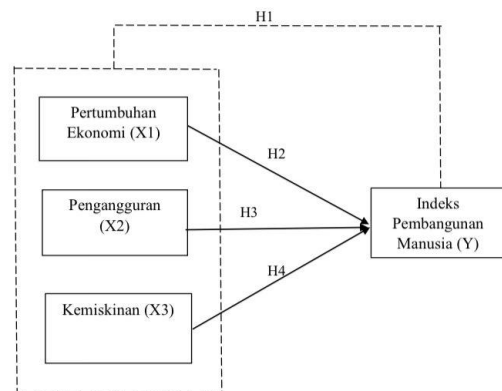 H1
Pertumbuhan
Ekonomi (X1)
H2
Pengangguran
(X2)
H3
Indeks
Pembangunan
Manusia (Y)
H4
Kemiskinan (X3)